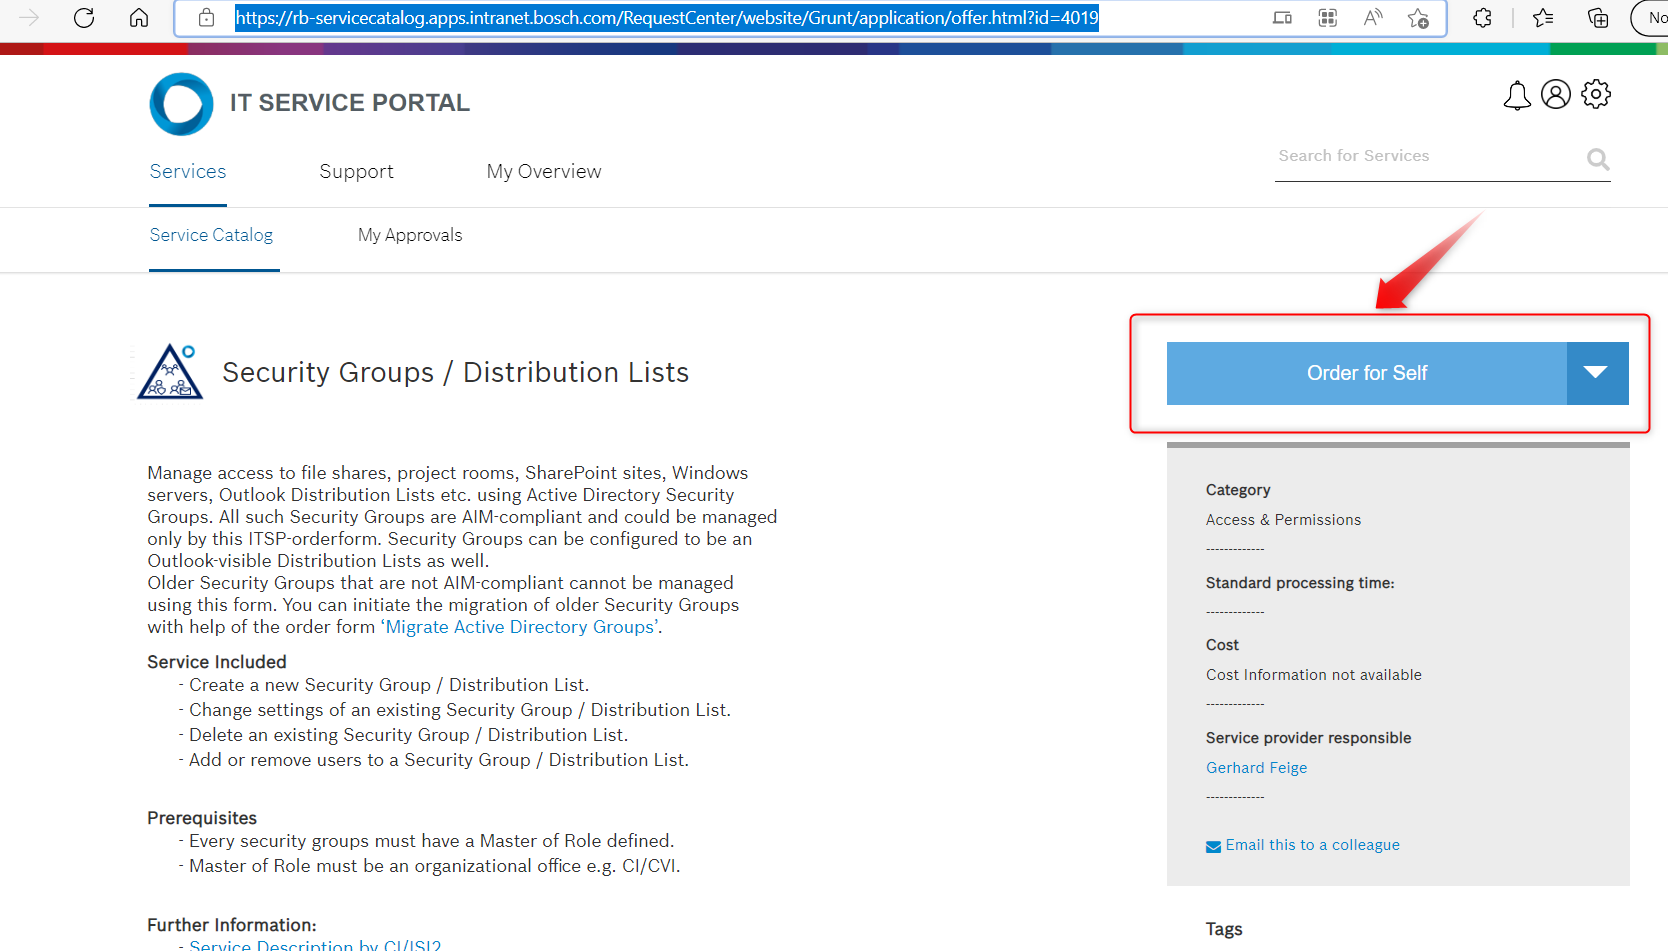 https://rb-servicecatalog.apps.intranet.bosch.com/RequestCenter/website/Grunt/application/offer.html?id=4019
No
IT SERVICE PORTAL
Services
Support
My Overview
Search for Services
Service Catalog
My Approvals
Security Groups / Distribution Lists
Order for Self
Manage access to file shares, project rooms, SharePoint sites, Windows
servers, Outlook Distribution Lists etc. using Active Directory Security
Groups. All such Security Groups are AIM-compliant and could be managed
only by this ITSP-orderform. Security Groups can be configured to be an
Outlook-visible Distribution Lists as well.
Older Security Groups that are not AIM-compliant cannot be managed
using this form. You can initiate the migration of older Security Groups
with help of the order form ‘Migrate Active Directory Groups’.
Service Included
- Create a new Security Group / Distribution List.
- Change settings of an existing Security Group / Distribution List.
- Delete an existing Security Group / Distribution List.
- Add or remove users to a Security Group / Distribution List.
Prerequisites
- Every security groups must have a Master of Role defined.
- Master of Role must be an organizational office e.g. CI/CVI.
Further Information:
- Service Description by CI/ISI2
Category
Access & Permissions
-------------
Standard processing time:
-------------
Cost
Cost Information not available
-------------
Service provider responsible
Gerhard Feige
-------------
Email this to a colleague
Tags